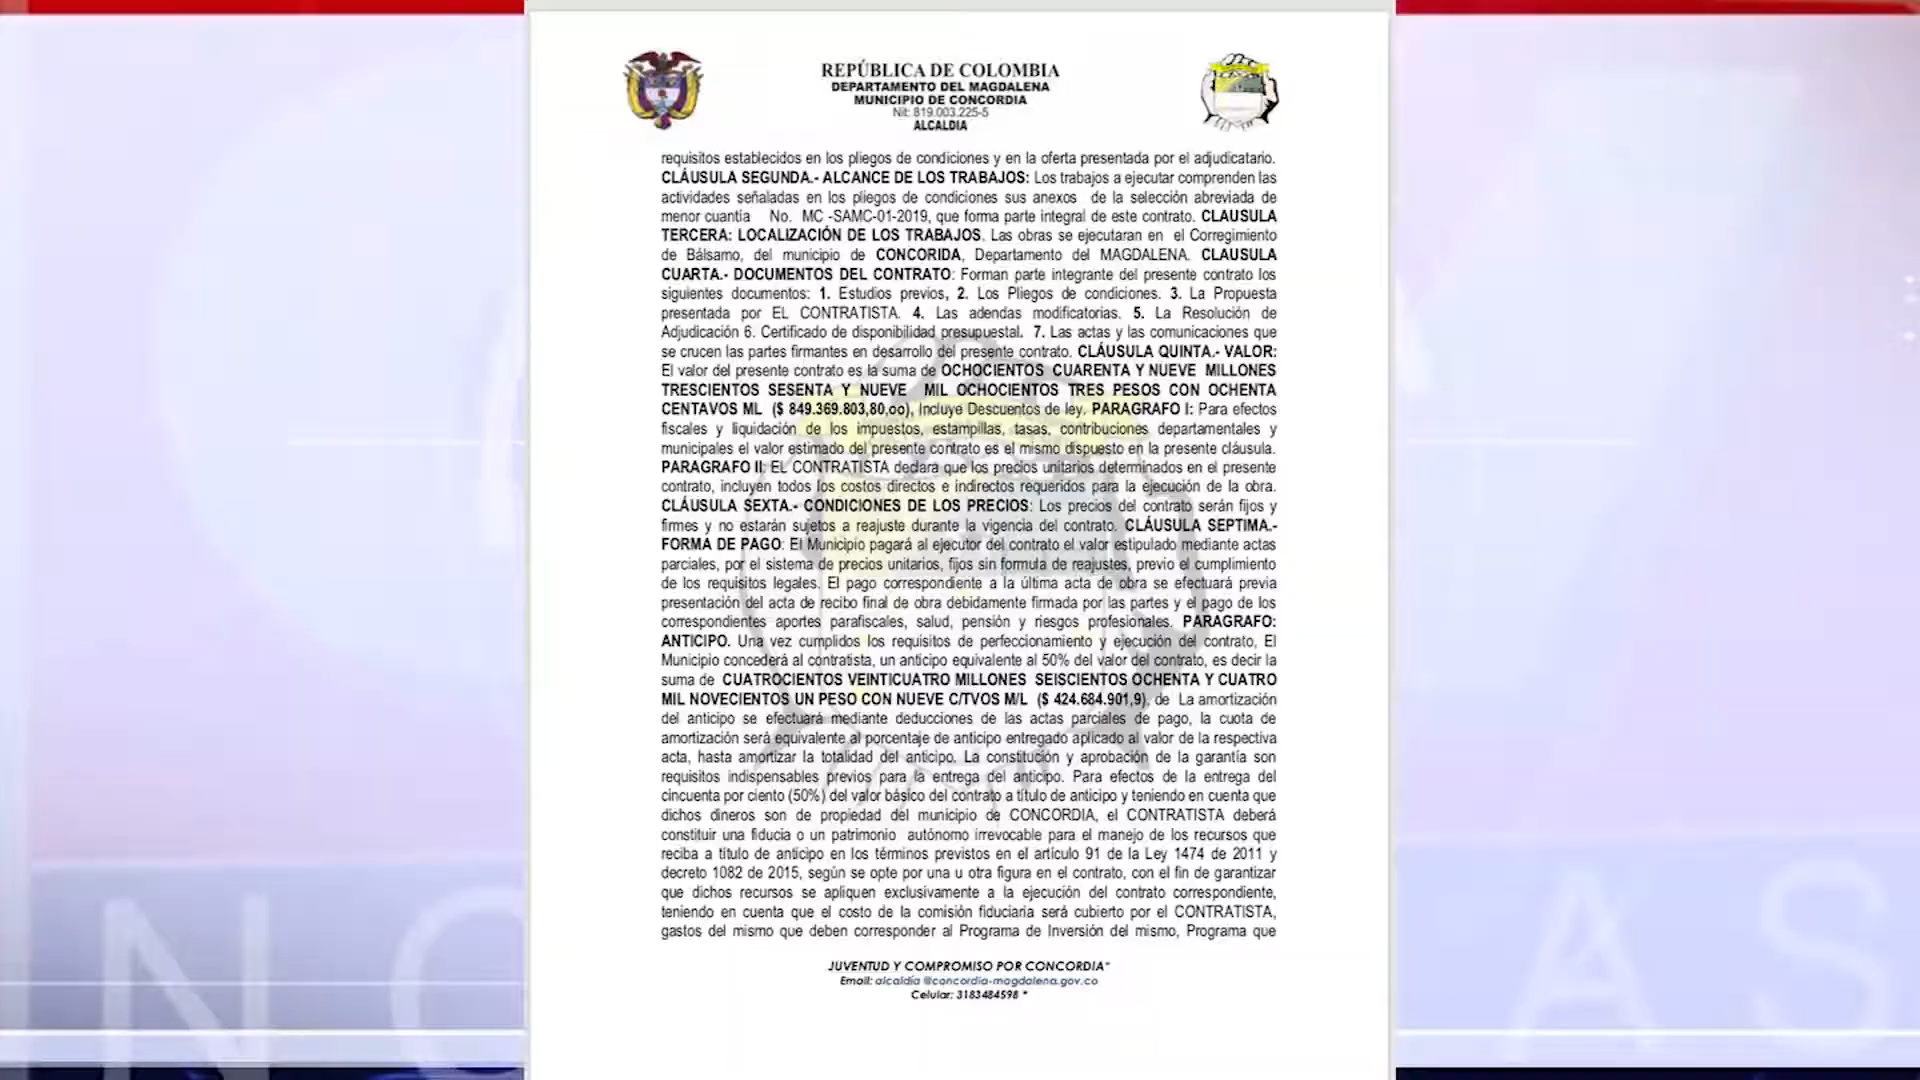 REPÚBLICA DE COLOMBIA
DEPARTAMENTO DEL MAGDALENA
MUNICIPIO DE CONCORDIA
Nit: 819.003.225-5
ALCALDIA
requisitos establecidos en los pliegos de condiciones y en la oferta presentada por el adjudicatario.
CLÁUSULA SEGUNDA.- ALCANCE DE LOS TRABAJOS: Los trabajos a ejecutar comprenden las
actividades señaladas en los pliegos de condiciones sus anexos de la selección abreviada de
menor cuantía No. MC -SAMC-01-2019, que forma parte integral de este contrato. CLAUSULA
TERCERA: LOCALIZACIÓN DE LOS TRABAJOS. Las obras se ejecutaran en el Corregimiento
de Bálsamo, del municipio de CONCORIDA, Departamento del MAGDALENA. CLAUSULA
CUARTA.- DOCUMENTOS DEL CONTRATO: Forman parte integrante del presente contrato los
siguientes documentos: 1. Estudios previos, 2. Los Pliegos de condiciones. 3. La Propuesta
presentada por EL CONTRATISTA. 4. Las adendas modificatorias. 5. La Resolución de
Adjudicación 6. Certificado de disponibilidad presupuestal. 7. Las actas y las comunicaciones que
se crucen las partes firmantes en desarrollo del presente contrato. CLÁUSULA QUINTA.- VALOR:
El valor del presente contrato es la suma de OCHOCIENTOS CUARENTA Y NUEVE MILLONES
TRESCIENTOS SESENTA Y NUEVE MIL OCHOCIENTOS TRES PESOS CON OCHENTA
CENTAVOS ML ($ 849.369.803,80,oo), Incluye Descuentos de ley. PARAGRAFO I: Para efectos
fiscales y liquidación de los impuestos, estampillas, tasas, contribuciones departamentales y
municipales el valor estimado del presente contrato es el mismo dispuesto en la presente cláusula.
PARAGRAFO II: EL CONTRATISTA declara que los precios unitarios determinados en el presente
contrato, incluyen todos los costos directos e indirectos requeridos para la ejecución de la obra.
CLÁUSULA SEXTA.- CONDICIONES DE LOS PRECIOS: Los precios del contrato serán fijos y
firmes y no estarán sujetos a reajuste durante la vigencia del contrato. CLÁUSULA SEPTIMA.-
FORMA DE PAGO: El Municipio pagará al ejecutor del contrato el valor estipulado mediante actas
parciales, por el sistema de precios unitarios, fijos sin formula de reajustes, previo el cumplimiento
de los requisitos legales. El pago correspondiente a la última acta de obra se efectuará previa
presentación del acta de recibo final de obra debidamente firmada por las partes y el pago de los
correspondientes aportes parafiscales, salud, pensión y riesgos profesionales. PARAGRAFO:
ANTICIPO. Una vez cumplidos los requisitos de perfeccionamiento y ejecución del contrato, El
Municipio concederá al contratista, un anticipo equivalente al 50% del valor del contrato, es decir la
suma de CUATROCIENTOS VEINTICUATRO MILLONES SEISCIENTOS OCHENTA Y CUATRO
MIL NOVECIENTOS UN PESO CON NUEVE C/TVOS M/L ($ 424.684.901,9), de La amortización
del anticipo se efectuará mediante deducciones de las actas parciales de pago, la cuota de
amortización será equivalente al porcentaje de anticipo entregado aplicado al valor de la respectiva
acta, hasta amortizar la totalidad del anticipo. La constitución y aprobación de la garantía son
requisitos indispensables previos para la entrega del anticipo. Para efectos de la entrega del
cincuenta por ciento (50%) del valor básico del contrato a título de anticipo y teniendo en cuenta que
dichos dineros son de propiedad del municipio de CONCORDIA, el CONTRATISTA deberá
constituir una fiducia o un patrimonio autónomo irrevocable para el manejo de los recursos que
reciba a título de anticipo en los términos previstos en el artículo 91 de la Ley 1474 de 2011 y
decreto 1082 de 2015, según se opte por una u otra figura en el contrato, con el fin de garantizar
que dichos recursos se apliquen exclusivamente a la ejecución del contrato correspondiente,
teniendo en cuenta que el costo de la comisión fiduciaria será cubierto por el CONTRATISTA,
gastos del mismo que deben corresponder al Programa de Inversión del mismo, Programa que
JUVENTUD Y COMPROMISO POR CONCORDIA"
Email: alcaldia @concordia-magdalena.gov.co
Celular: 3183484598 *
N C A S